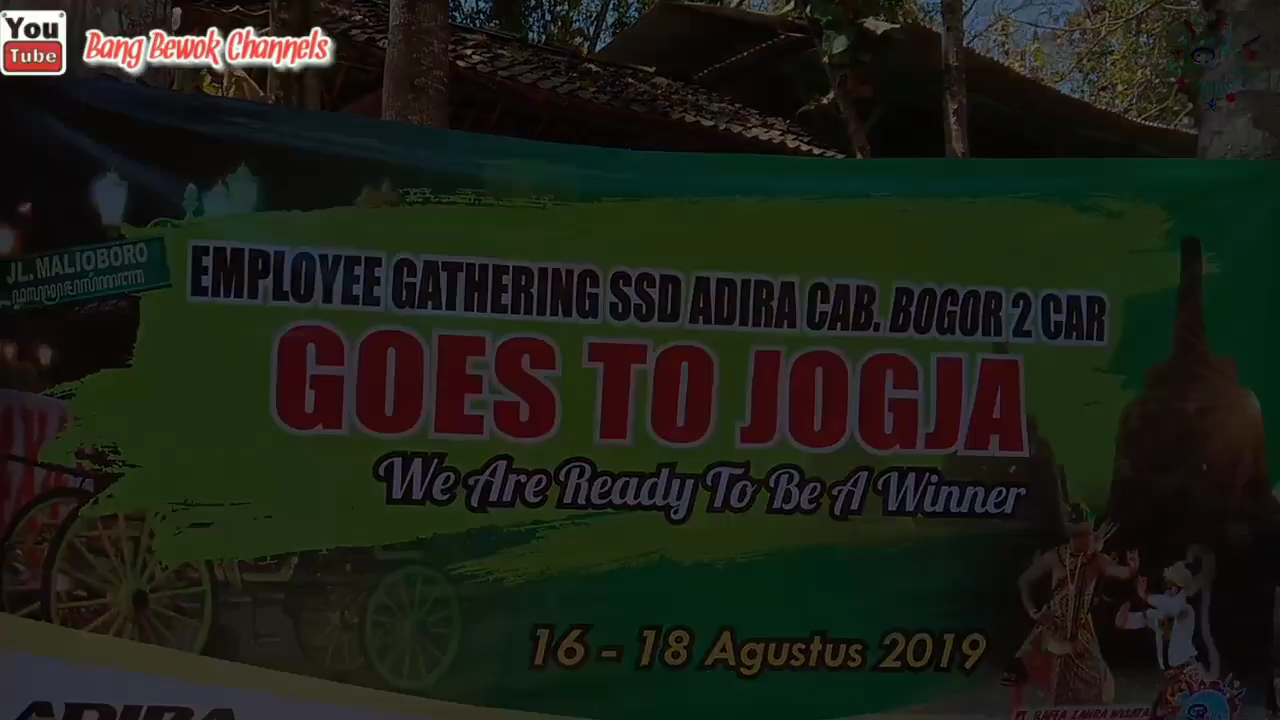 You
Tube
Bang Bewok Channels
JL. MALIOBORO
EMPLOYEE GATHERING SSD ADIRA CAB. BOGOR 2 CAR
GOES TO JOGJA
We Are Ready To Be A Winner
16 - 18 Agustus 2019
ADIRA